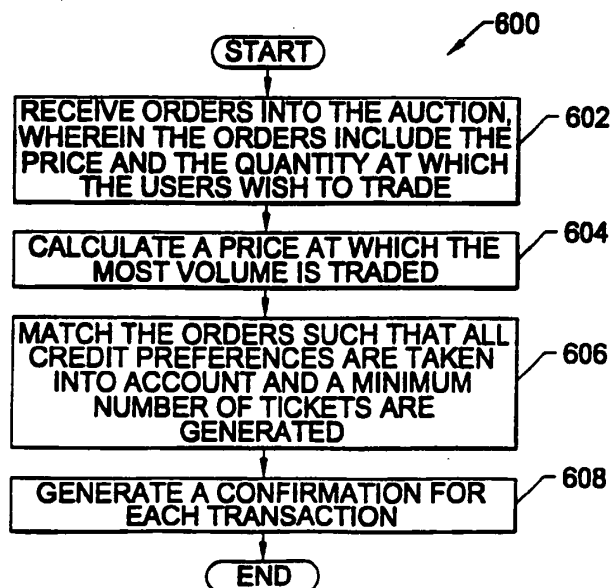 600
START
RECEIVE ORDERS INTO THE AUCTION,
WHEREIN THE ORDERS INCLUDE THE
PRICE AND THE QUANTITY AT WHICH
THE USERS WISH TO TRADE
602
CALCULATE A PRICE AT WHICH THE
MOST VOLUME IS TRADED
604
MATCH THE ORDERS SUCH THAT ALL
CREDIT PREFERENCES ARE TAKEN
INTO ACCOUNT AND A MINIMUM
NUMBER OF TICKETS ARE
GENERATED
606
GENERATE A CONFIRMATION FOR
EACH TRANSACTION
608
END